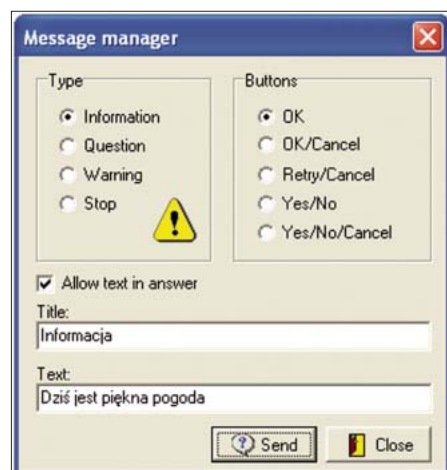 Message manager
Type
Information
Question
Warning
Stop
Buttons
OK
OK/Cancel
Retry/Cancel
Yes/No
Yes/No/Cancel
Allow text in answer
Title:
Informacja
Text:
Dziś jest piękna pogoda
Send
Close